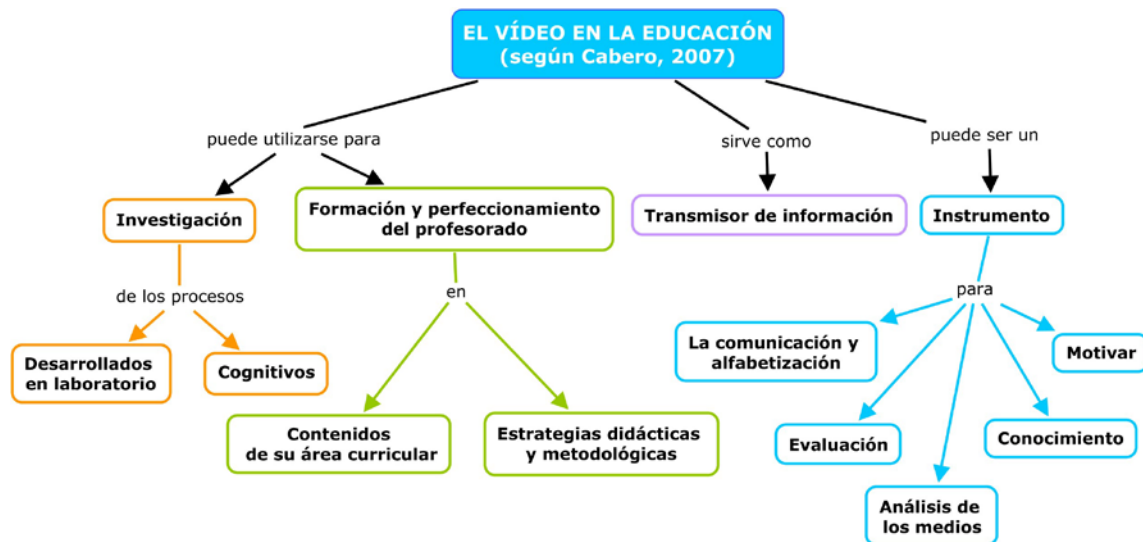 EL VÍDEO EN LA EDUCACIÓN
(según Cabero, 2007)
puede utilizarse para
sirve como
puede ser un
Investigación
Formación y perfeccionamiento
del profesorado
Transmisor de información
Instrumento
de los procesos
en
para
Desarrollados
en laboratorio
Cognitivos
La comunicación y
alfabetización
Motivar
Contenidos
de su área curricular
Estrategias didácticas
y metodológicas
Evaluación
Conocimiento
Análisis de
los medios